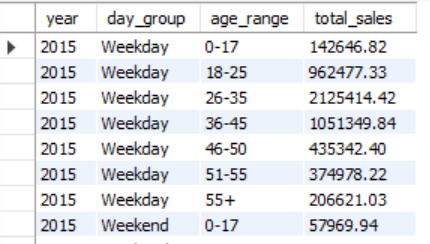 year day_group age_range total_sales
2015 Weekday 0-17 142646.82
2015 Weekday 18-25 962477.33
2015 Weekday 26-35 2125414.42
2015 Weekday 36-45 1051349.84
2015 Weekday 46-50 435342.40
2015 Weekday 51-55 374978.22
2015 Weekday 55+ 206621.03
2015 Weekend 0-17 57969.94